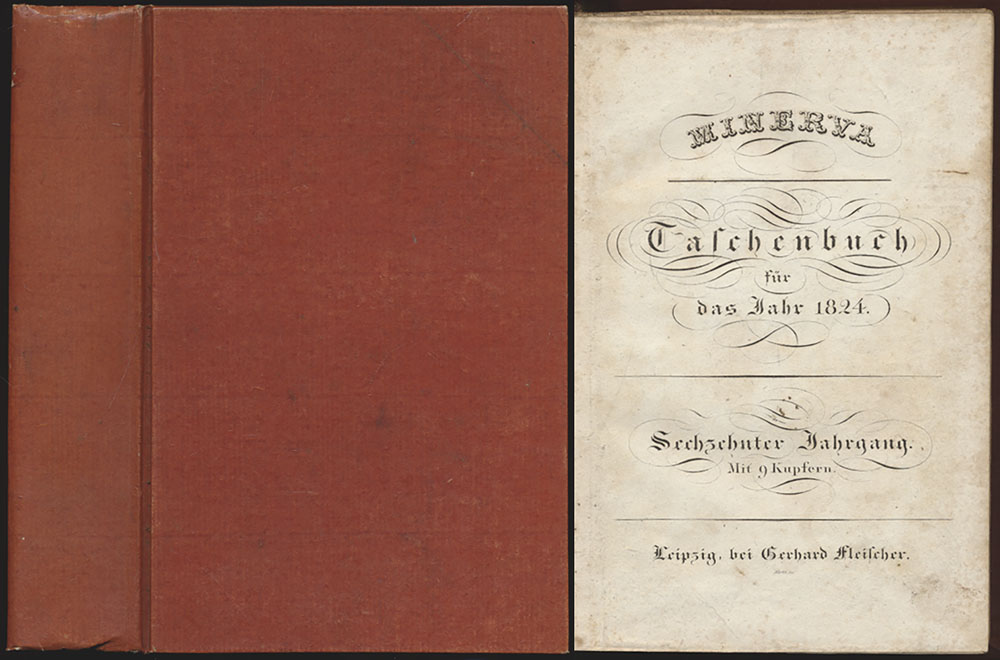 MINERVA
Taſchenbuch
für
das Jahr 1824.
Sechzehnter Jahrgang.
Mit 9 Kupfern.
Leipzig, bei Gerhard Fleiſcher.